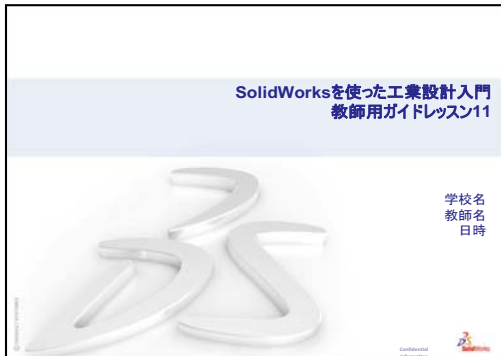 SolidWorksを使った工業設計入門
教師用ガイドレッスン11
学校名
教師名
日時
Confidential
Information
SolidWorks